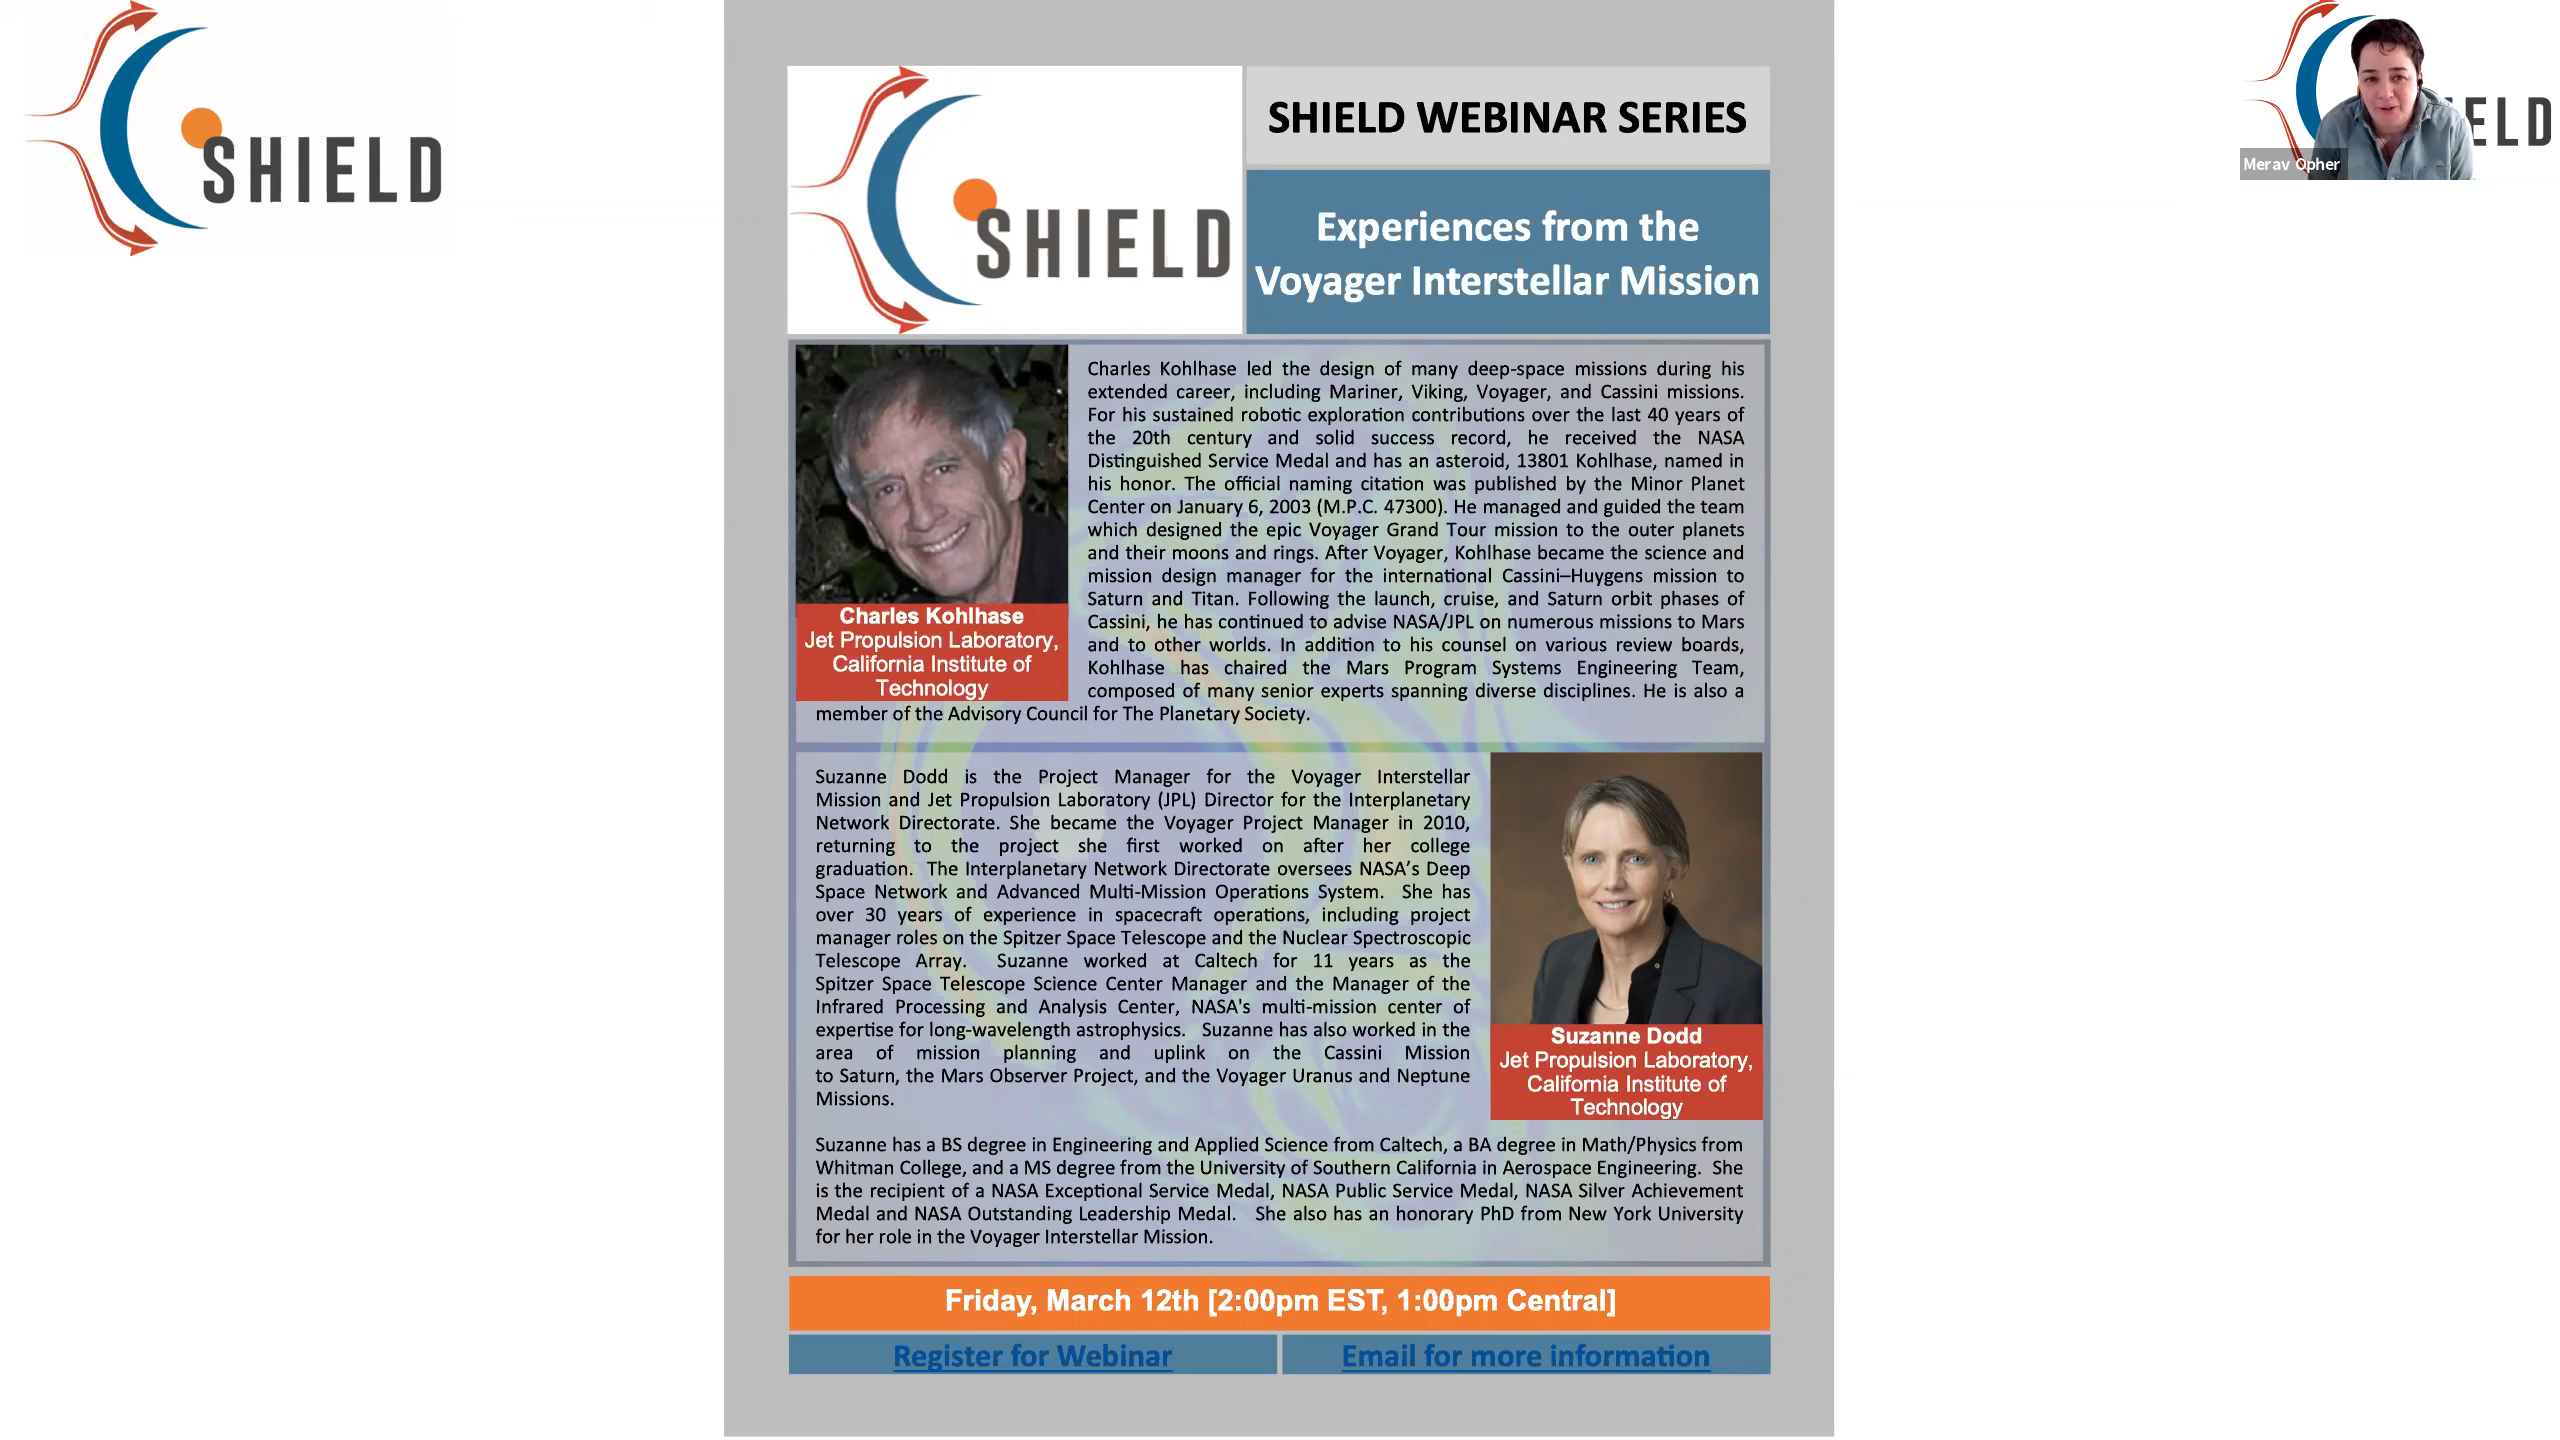 SHIELD
ELD
Merav Opher
SHIELD
SHIELD WEBINAR SERIES
Experiences from the
Voyager Interstellar Mission
Charles Kohlhase
Jet Propulsion Laboratory,
California Institute of
Technology
Charles Kohlhase led the design of many deep-space missions during his
extended career, including Mariner, Viking, Voyager, and Cassini missions.
For his sustained robotic exploration contributions over the last 40 years of
the 20th century and solid success record, he received the NASA
Distinguished Service Medal and has an asteroid, 13801 Kohlhase, named in
his honor. The official naming citation was published by the Minor Planet
Center on January 6, 2003 (M.P.C. 47300). He managed and guided the team
which designed the epic Voyager Grand Tour mission to the outer planets
and their moons and rings. After Voyager, Kohlhase became the science and
mission design manager for the international Cassini–Huygens mission to
Saturn and Titan. Following the launch, cruise, and Saturn orbit phases of
Cassini, he has continued to advise NASA/JPL on numerous missions to Mars
and to other worlds. In addition to his counsel on various review boards,
Kohlhase has chaired the Mars Program Systems Engineering Team,
composed of many senior experts spanning diverse disciplines. He is also a
member of the Advisory Council for The Planetary Society.
Suzanne Dodd is the Project Manager for the Voyager Interstellar
Mission and Jet Propulsion Laboratory (JPL) Director for the Interplanetary
Network Directorate. She became the Voyager Project Manager in 2010,
returning to the project she first worked on after her college
graduation. The Interplanetary Network Directorate oversees NASA’s Deep
Space Network and Advanced Multi-Mission Operations System. She has
over 30 years of experience in spacecraft operations, including project
manager roles on the Spitzer Space Telescope and the Nuclear Spectroscopic
Telescope Array. Suzanne worked at Caltech for 11 years as the
Spitzer Space Telescope Science Center Manager and the Manager of the
Infrared Processing and Analysis Center, NASA's multi-mission center of
expertise for long-wavelength astrophysics. Suzanne has also worked in the
area of mission planning and uplink on the Cassini Mission
to Saturn, the Mars Observer Project, and the Voyager Uranus and Neptune
Missions.
Suzanne Dodd
Jet Propulsion Laboratory,
California Institute of
Technology
Suzanne has a BS degree in Engineering and Applied Science from Caltech, a BA degree in Math/Physics from
Whitman College, and a MS degree from the University of Southern California in Aerospace Engineering. She
is the recipient of a NASA Exceptional Service Medal, NASA Public Service Medal, NASA Silver Achievement
Medal and NASA Outstanding Leadership Medal. She also has an honorary PhD from New York University
for her role in the Voyager Interstellar Mission.
Friday, March 12th [2:00pm EST, 1:00pm Central]
Register for Webinar
Email for more information